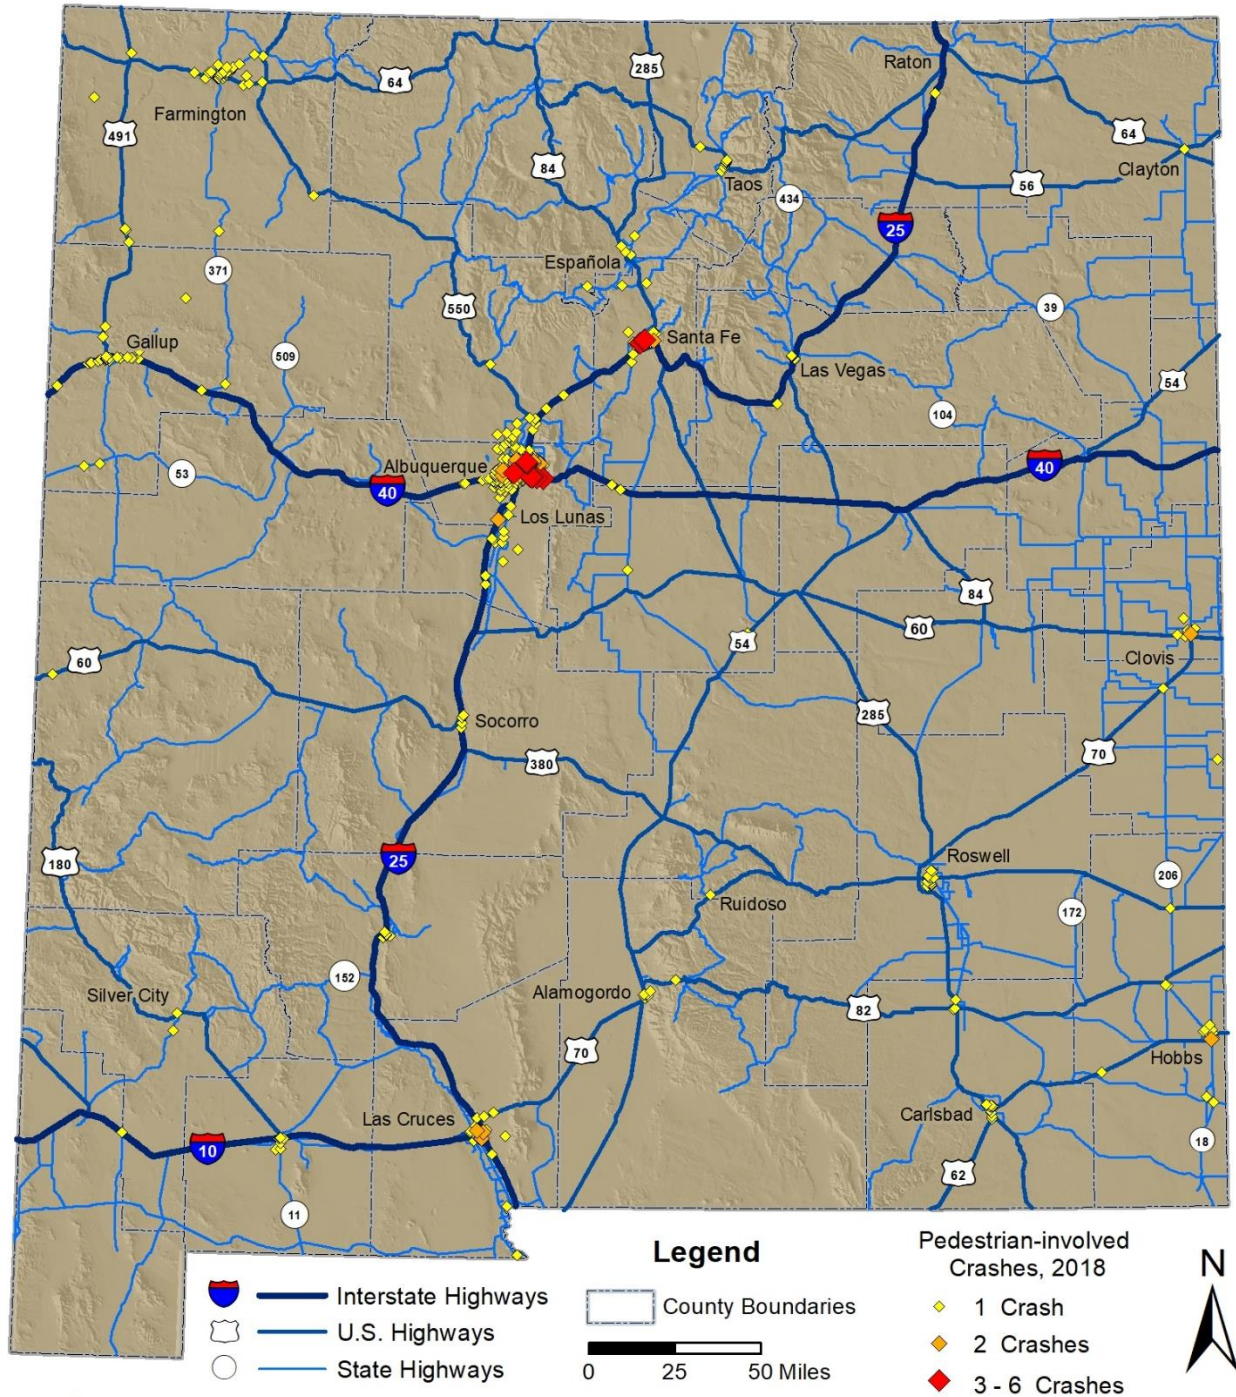 Raton
285
64
Farmington
491
64
Clayton
84
Taos
56
434
25
Española
371
550
39
Santa Fe
Gallup
509
Las Vegas
54
104
Albuquerque
53
40
40
Los Lunas
84
60
54
60
Clovis
285
Socorro
380
70
180
25
Roswell
206
Ruidoso
172
152
Silver City
Alamogordo
82
70
Hobbs
Las Cruces
Carlsbad
10
18
62
11
Legend
Interstate Highways
U.S. Highways
State Highways
County Boundaries
0 25 50 Miles
Pedestrian-involved
Crashes, 2018
1 Crash
2 Crashes
3 - 6 Crashes
N